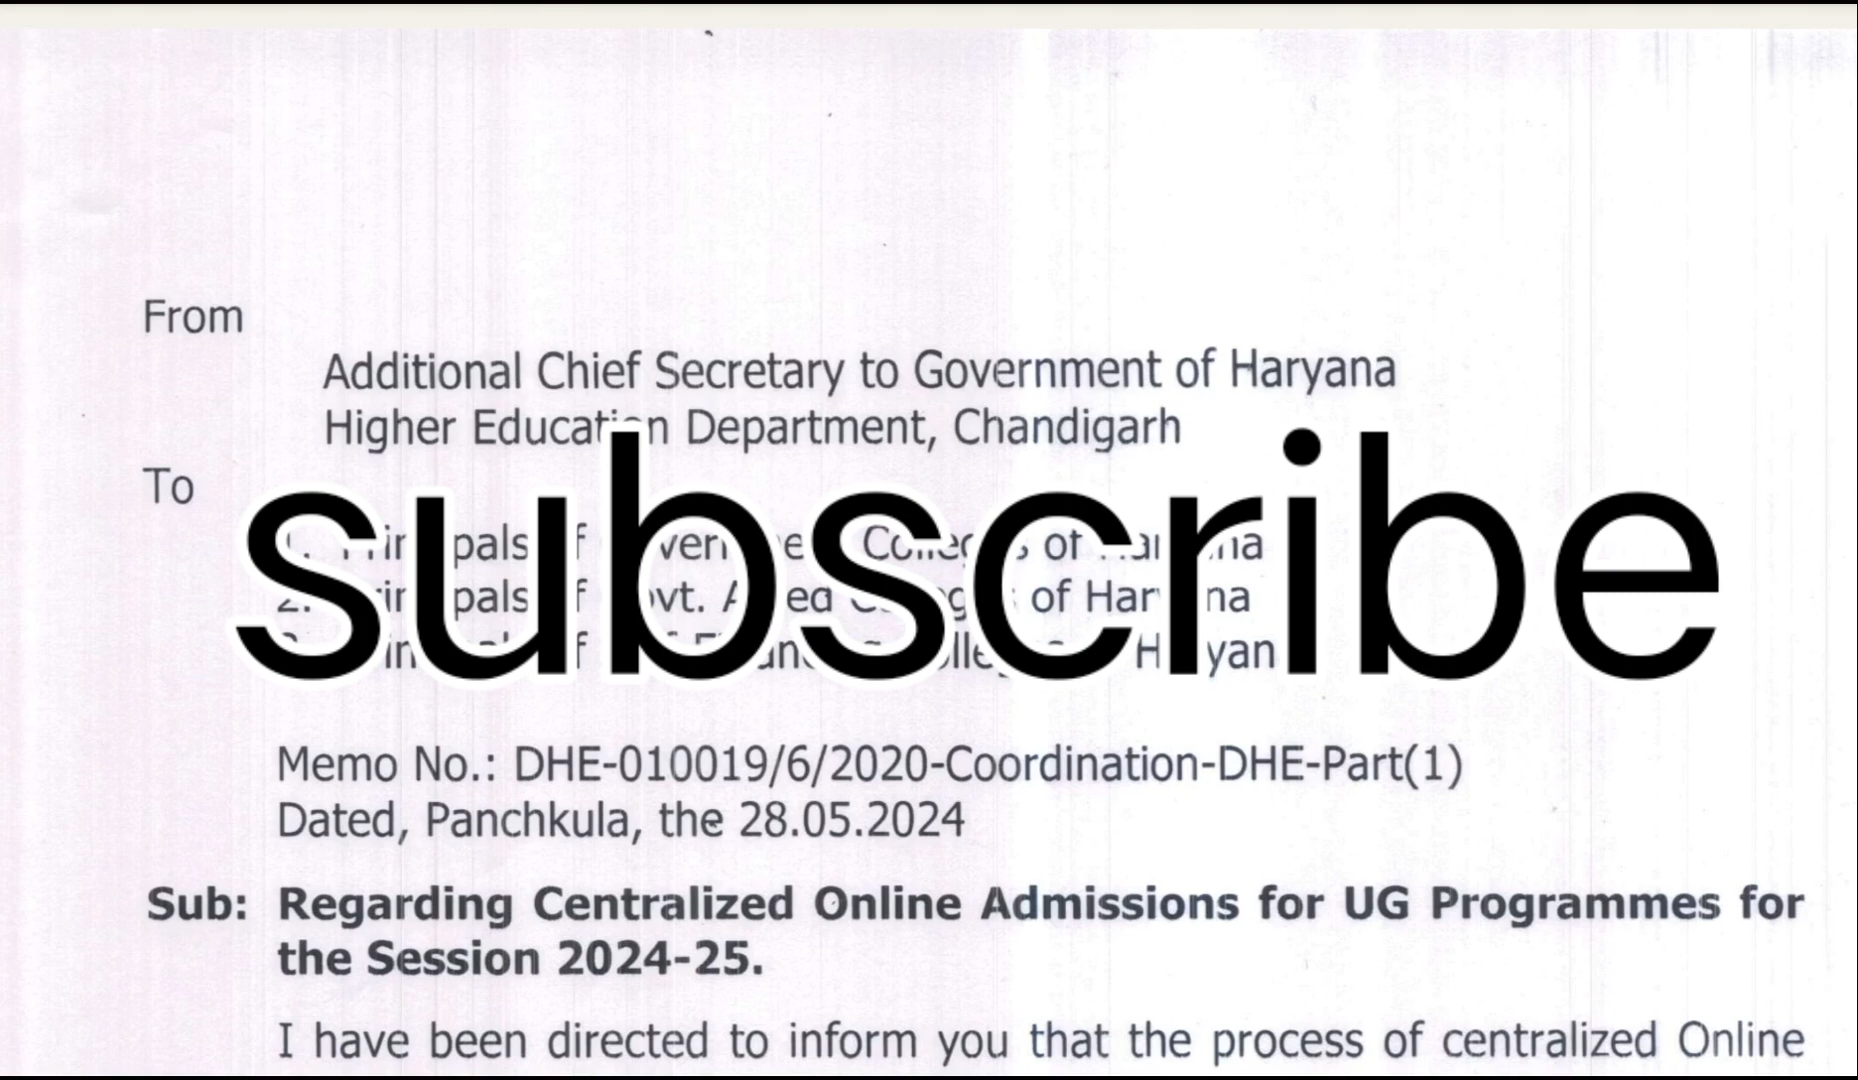 From
Additional Chief Secretary to Government of Haryana
Higher Education Department, Chandigarh
To
subscribe
of Haryana
Memo No.: DHE-010019/6/2020-Coordination-DHE-Part(1)
Dated, Panchkula, the 28.05.2024
Sub: Regarding Centralized Online Admissions for UG Programmes for
the Session 2024-25.
I have been directed to inform you that the process of centralized Online